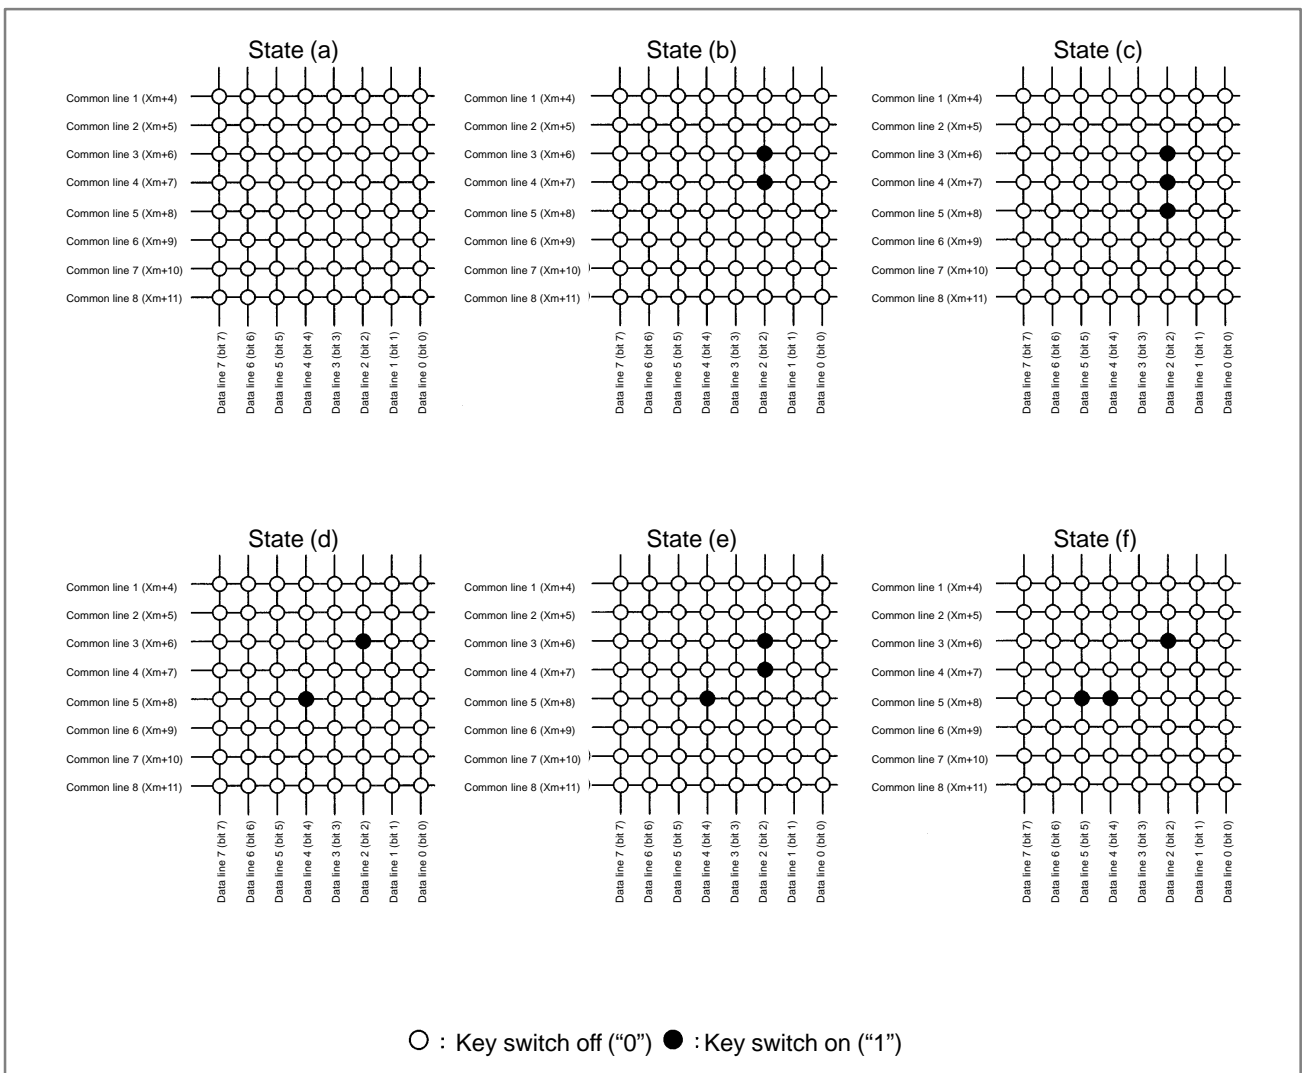 State (a)
Common line 1 (Xm+4)
Common line 2 (Xm+5)
Common line 3 (Xm+6)
Common line 4 (Xm+7)
Common line 5 (Xm+8)
Common line 6 (Xm+9)
Common line 7 (Xm+10)
Common line 8 (Xm+11)
Data line 7 (bit 7)
Data line 6 (bit 6)
Data line 5 (bit 5)
Data line 4 (bit 4)
Data line 3 (bit 3)
Data line 2 (bit 2)
Data line 1 (bit 1)
Data line 0 (bit 0)
State (b)
Common line 1 (Xm+4)
Common line 2 (Xm+5)
Common line 3 (Xm+6)
Common line 4 (Xm+7)
Common line 5 (Xm+8)
Common line 6 (Xm+9)
Common line 7 (Xm+10)
Common line 8 (Xm+11)
Data line 7 (bit 7)
Data line 6 (bit 6)
Data line 5 (bit 5)
Data line 4 (bit 4)
Data line 3 (bit 3)
Data line 2 (bit 2)
Data line 1 (bit 1)
Data line 0 (bit 0)
State (c)
Common line 1 (Xm+4)
Common line 2 (Xm+5)
Common line 3 (Xm+6)
Common line 4 (Xm+7)
Common line 5 (Xm+8)
Common line 6 (Xm+9)
Common line 7 (Xm+10)
Common line 8 (Xm+11)
Data line 7 (bit 7)
Data line 6 (bit 6)
Data line 5 (bit 5)
Data line 4 (bit 4)
Data line 3 (bit 3)
Data line 2 (bit 2)
Data line 1 (bit 1)
Data line 0 (bit 0)
State (d)
Common line 1 (Xm+4)
Common line 2 (Xm+5)
Common line 3 (Xm+6)
Common line 4 (Xm+7)
Common line 5 (Xm+8)
Common line 6 (Xm+9)
Common line 7 (Xm+10)
Common line 8 (Xm+11)
Data line 7 (bit 7)
Data line 6 (bit 6)
Data line 5 (bit 5)
Data line 4 (bit 4)
Data line 3 (bit 3)
Data line 2 (bit 2)
Data line 1 (bit 1)
Data line 0 (bit 0)
State (e)
Common line 1 (Xm+4)
Common line 2 (Xm+5)
Common line 3 (Xm+6)
Common line 4 (Xm+7)
Common line 5 (Xm+8)
Common line 6 (Xm+9)
Common line 7 (Xm+10)
Common line 8 (Xm+11)
Data line 7 (bit 7)
Data line 6 (bit 6)
Data line 5 (bit 5)
Data line 4 (bit 4)
Data line 3 (bit 3)
Data line 2 (bit 2)
Data line 1 (bit 1)
Data line 0 (bit 0)
State (f)
Common line 1 (Xm+4)
Common line 2 (Xm+5)
Common line 3 (Xm+6)
Common line 4 (Xm+7)
Common line 5 (Xm+8)
Common line 6 (Xm+9)
Common line 7 (Xm+10)
Common line 8 (Xm+11)
Data line 7 (bit 7)
Data line 6 (bit 6)
Data line 5 (bit 5)
Data line 4 (bit 4)
Data line 3 (bit 3)
Data line 2 (bit 2)
Data line 1 (bit 1)
Data line 0 (bit 0)
○ : Key switch off (“0”) ● : Key switch on (“1”)